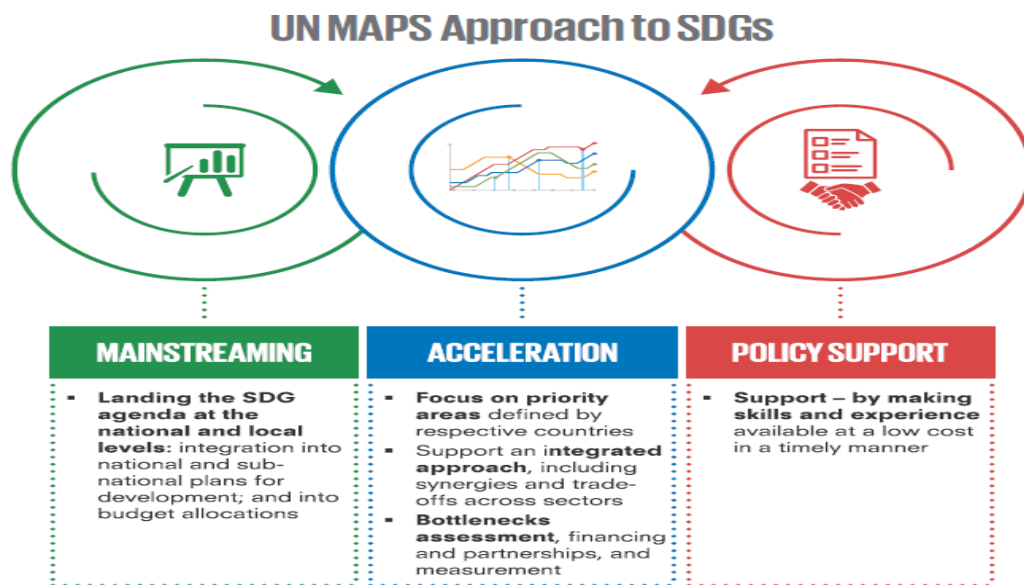 UN MAPS Approach to SDGs
MAINSTREAMING
▪ Landing the SDG
agenda at the
national and local
levels: integration into
national and sub-
national plans for
development; and into
budget allocations
ACCELERATION
▪ Focus on priority
areas defined by
respective countries
▪ Support an integrated
approach, including
synergies and trade-
offs across sectors
▪ Bottlenecks
assessment, financing
and partnerships, and
measurement
POLICY SUPPORT
▪ Support – by making
skills and experience
available at a low cost
in a timely manner